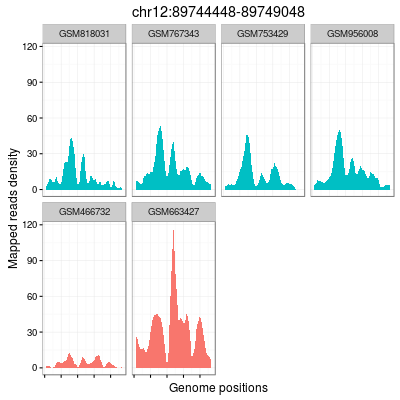 chr12:89744448-89749048
GSM818031 GSM767343 GSM753429 GSM956008
120
90
60
30
0
GSM466732 GSM663427
120
90
60
30
0
Mapped reads density
Genome positions